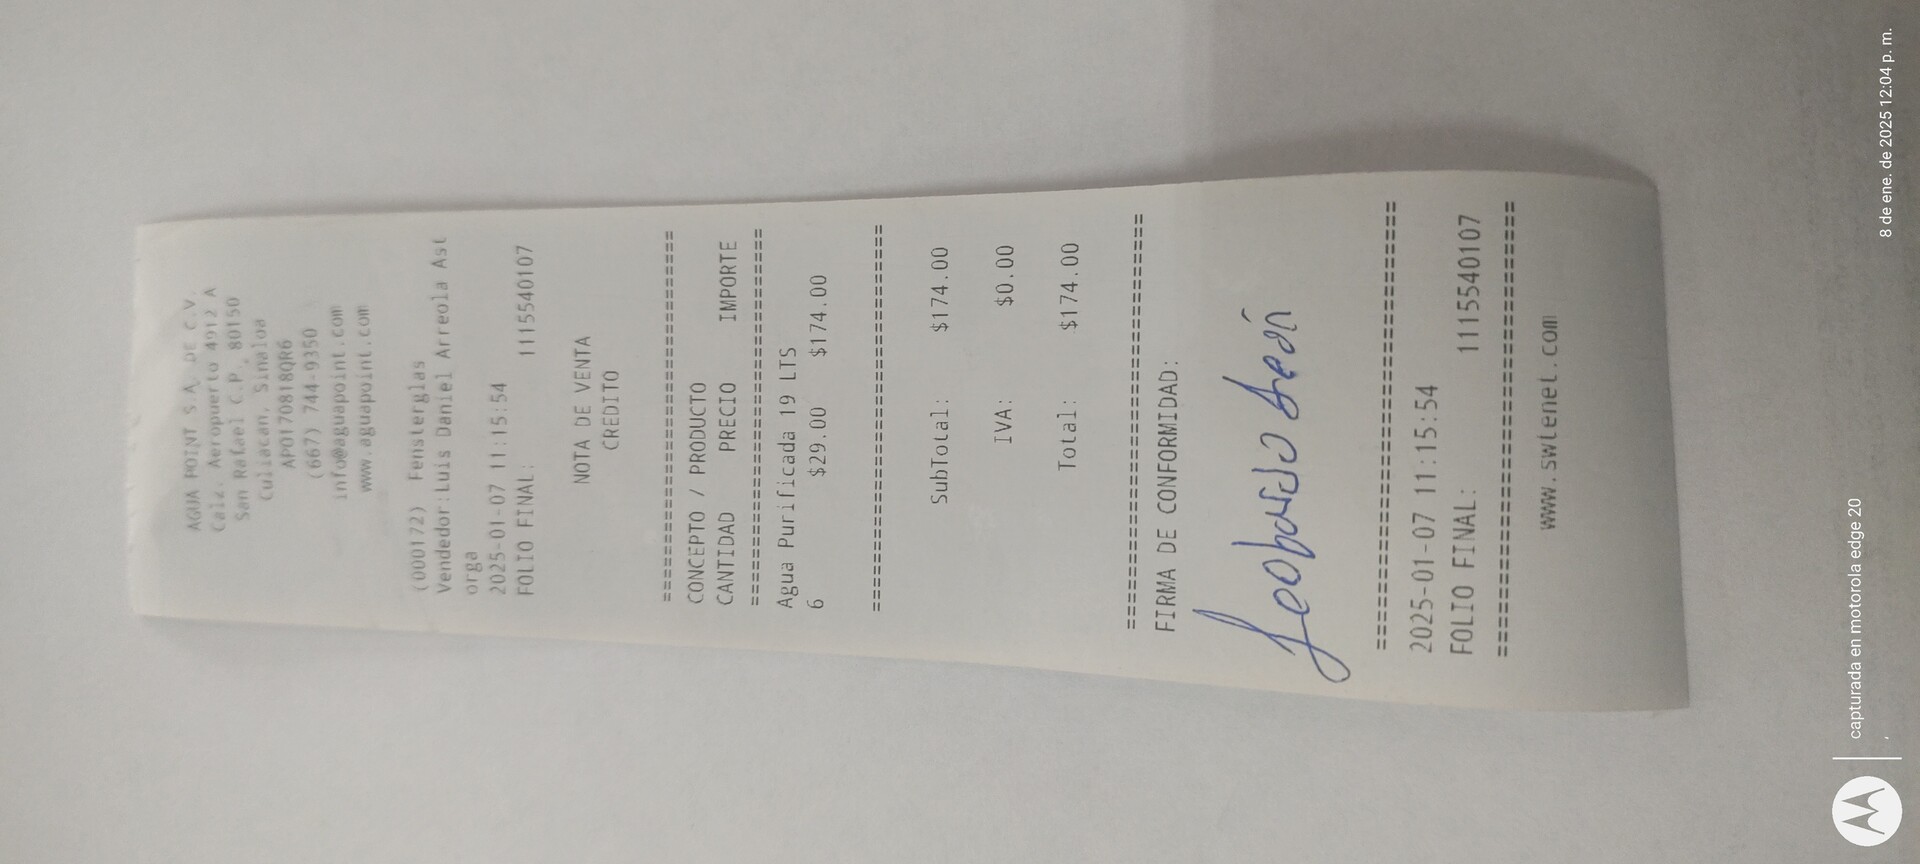 AGUA POINT S.A. DE C.V.
Calz. Aeropuerto 4912 A
San Rafael C.P. 80150
Culiacan, Sinaloa
APO170818QR6
(667) 744-9350
info@aguapoint.com
www.aguapoint.com
(000172) Fensterglas
Vendedor:Luis Daniel Arreola Ast
orga
2025-01-07 11:15:54
FOLIO FINAL: 1115540107
NOTA DE VENTA
CREDITO
================================
CONCEPTO / PRODUCTO
CANTIDAD PRECIO IMPORTE
================================
Agua Purificada 19 LTS
6 $29.00 $174.00
================================
SubTotal: $174.00
IVA: $0.00
Total: $174.00
================================
FIRMA DE CONFORMIDAD:
Leobardo
================================
2025-01-07 11:15:54
FOLIO FINAL: 1115540107
================================
www.swtenet.com
capturada en motorola edge 20
8 de ene. de 2025 12:04 p. m.